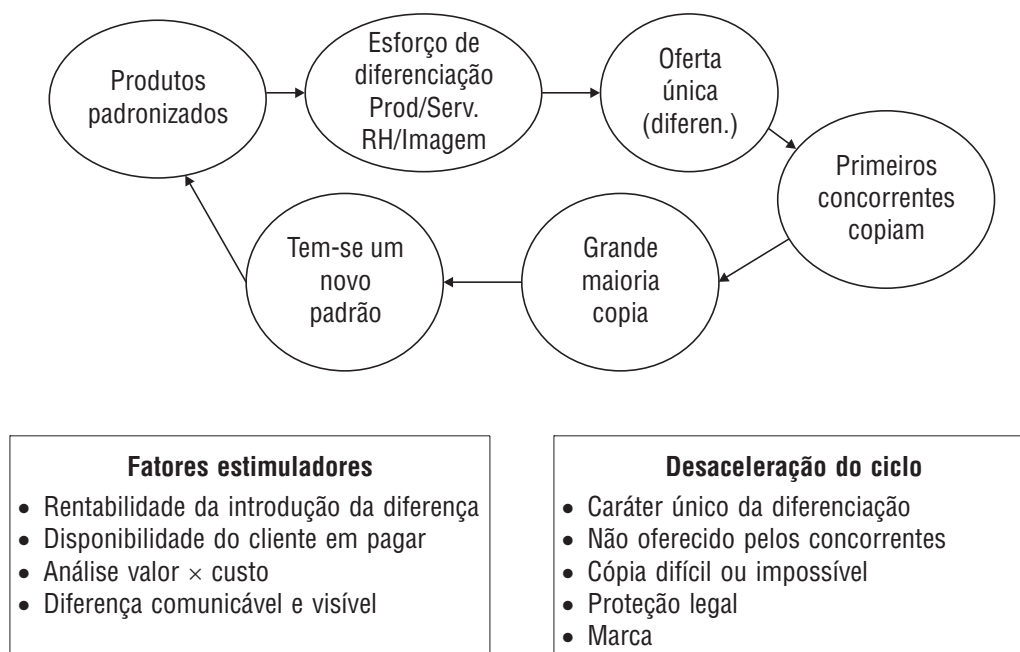 Produtos
padronizados
Esforço de
diferenciação
Prod/Serv.
RH/Imagem
Oferta
única
(diferen.)
Primeiros
concorrentes
copiam
Grande
maioria
copia
Tem-se um
novo
padrão
Fatores estimuladores
• Rentabilidade da introdução da diferença
• Disponibilidade do cliente em pagar
• Análise valor × custo
• Diferença comunicável e visível
Desaceleração do ciclo
• Caráter único da diferenciação
• Não oferecido pelos concorrentes
• Cópia difícil ou impossível
• Proteção legal
• Marca